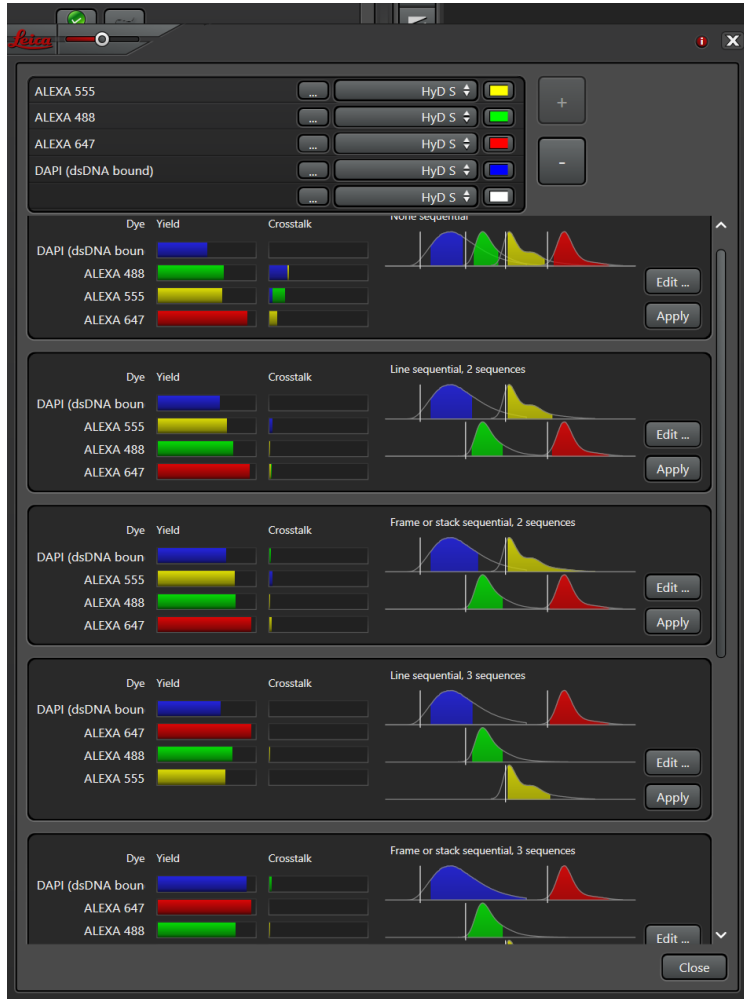 Leica
i X
ALEXA 555 ... HyD S
+
ALEXA 488 ... HyD S
ALEXA 647 ... HyD S
-
DAPI (dsDNA bound) ... HyD S
... HyD S
Dye Yield Crosstalk None sequential
DAPI (dsDNA boun
ALEXA 488
Edit ...
ALEXA 555
ALEXA 647
Apply
Line sequential, 2 sequences
Dye Yield Crosstalk
DAPI (dsDNA boun
ALEXA 555
Edit ...
ALEXA 488
ALEXA 647
Apply
Frame or stack sequential, 2 sequences
Dye Yield Crosstalk
DAPI (dsDNA boun
ALEXA 555
Edit ...
ALEXA 488
ALEXA 647
Apply
Line sequential, 3 sequences
Dye Yield Crosstalk
DAPI (dsDNA boun
ALEXA 647
ALEXA 488
Edit ...
ALEXA 555
Apply
Frame or stack sequential, 3 sequences
Dye Yield Crosstalk
DAPI (dsDNA boun
ALEXA 647
ALEXA 488
Edit ...
Close